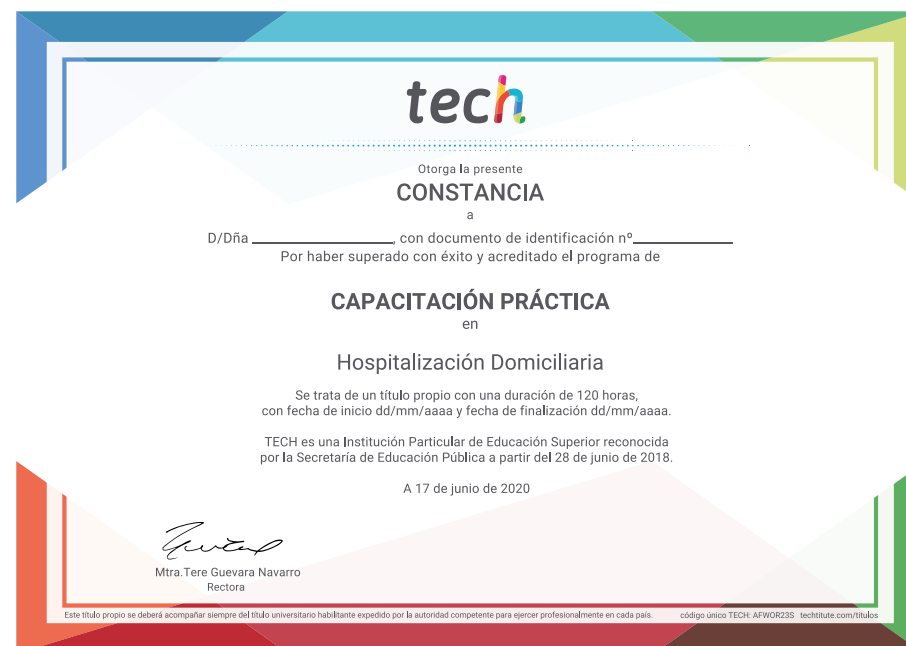 tech
Otorga la presente
CONSTANCIA
a
D/Dña ____________________, con documento de identificación nº______________
Por haber superado con éxito y acreditado el programa de
CAPACITACIÓN PRÁCTICA
en
Hospitalización Domiciliaria
Se trata de un título propio con una duración de 120 horas,
con fecha de inicio dd/mm/aaaa y fecha de finalización dd/mm/aaaa.
TECH es una Institución Particular de Educación Superior reconocida
por la Secretaría de Educación Pública a partir del 28 de junio de 2018.
A 17 de junio de 2020
Mtra.Tere Guevara Navarro
Rectora
Este título propio se deberá acompañar siempre del título universitario habilitante expedido por la autoridad competente para ejercer profesionalmente en cada país. código único TECH: AFWOR23S techtitute.com/titulos